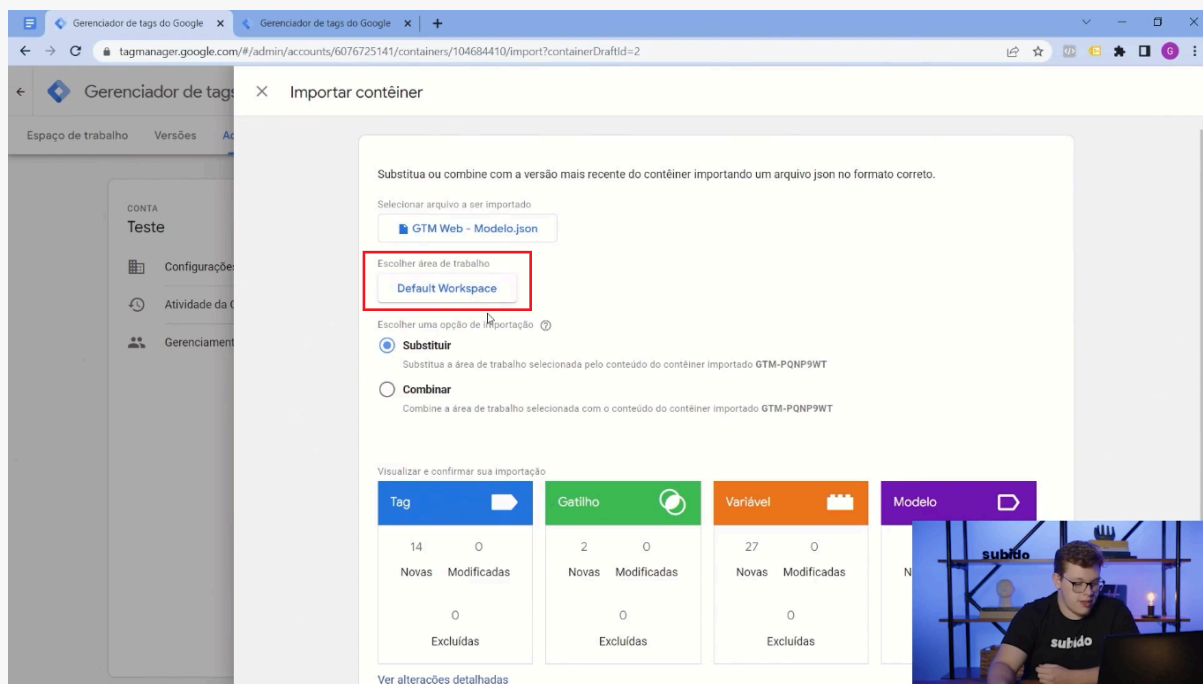 Gerenciador de tags do Google
Gerenciador de tags do Google
tagmanager.google.com/#/admin/accounts/6076725141/containers/104684410/import?containerDraftId=2
G
Gerenciador de tags
Importar contêiner
Espaço de trabalho Versões Ad
Substitua ou combine com a versão mais recente do contêiner importando um arquivo json no formato correto.
CONTA
Teste
Configurações
Atividade da C
Gerenciament
Selecionar arquivo a ser importado
GTM Web - Modelo.json
Escolher área de trabalho
Default Workspace
Escolher uma opção de importação
Substituir
Substitua a área de trabalho selecionada pelo conteúdo do contêiner importado GTM-PQNP9WT
Combinar
Combine a área de trabalho selecionada com o conteúdo do contêiner importado GTM-PQNP9WT
Visualizar e confirmar sua importação
Tag
14 0
Novas Modificadas
0
Excluídas
Gatilho
2 0
Novas Modificadas
0
Excluídas
Variável
27 0
Novas Modificadas
0
Excluídas
Modelo
N
Ver alterações detalhadas
subido
subido